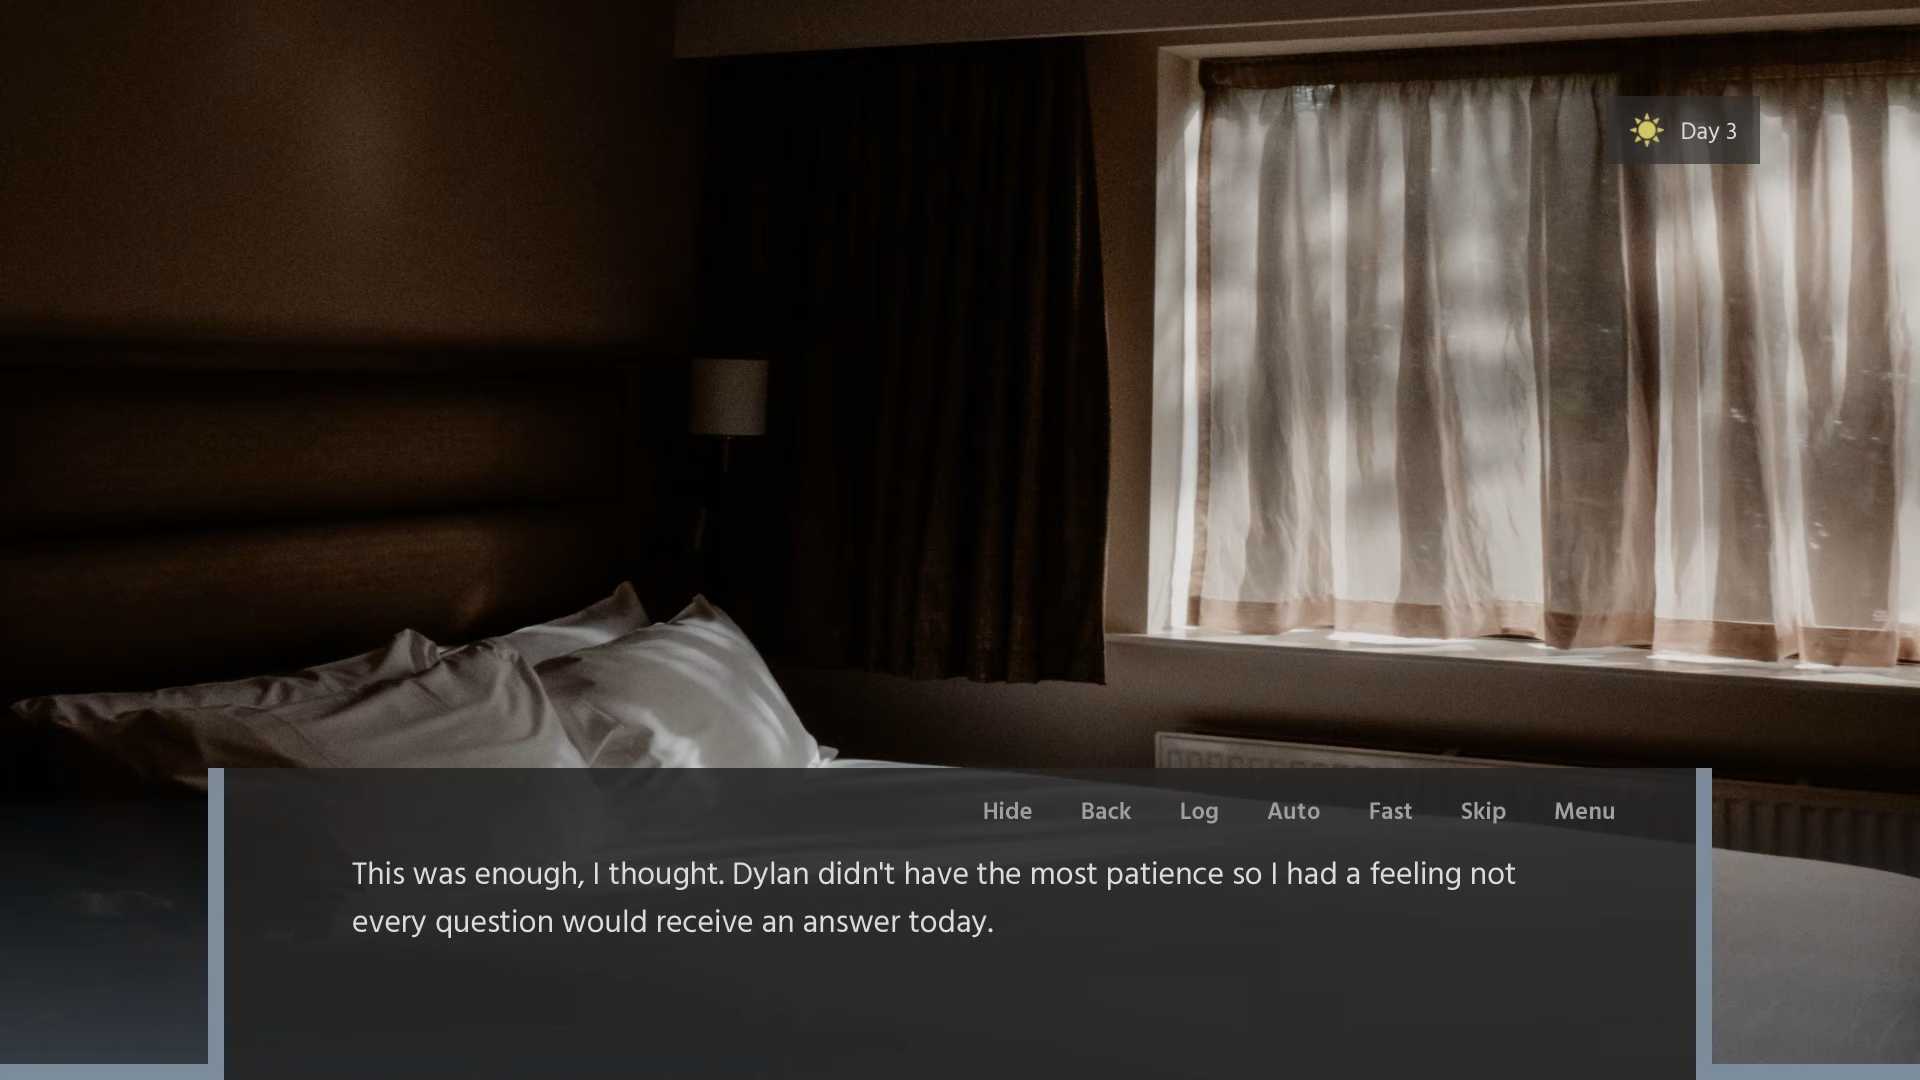 Day 3
Hide Back Log Auto Fast Skip Menu
This was enough, I thought. Dylan didn't have the most patience so I had a feeling not
every question would receive an answer today.